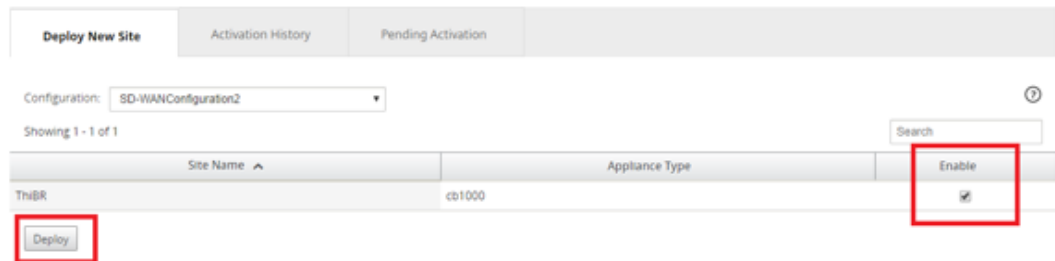 Deploy New Site Activation History Pending Activation
Configuration: SD-WANConfiguration2
Showing 1 - 1 of 1 Search
Site Name Appliance Type Enable
ThiBR cb1000
Deploy